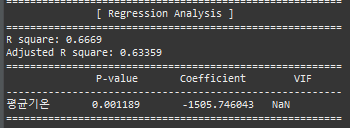 [ Regression Analysis ]
R square: 0.6669
Adjusted R square: 0.63359
P-value Coefficient VIF
평균기온 0.001189 -1505.746043 NaN